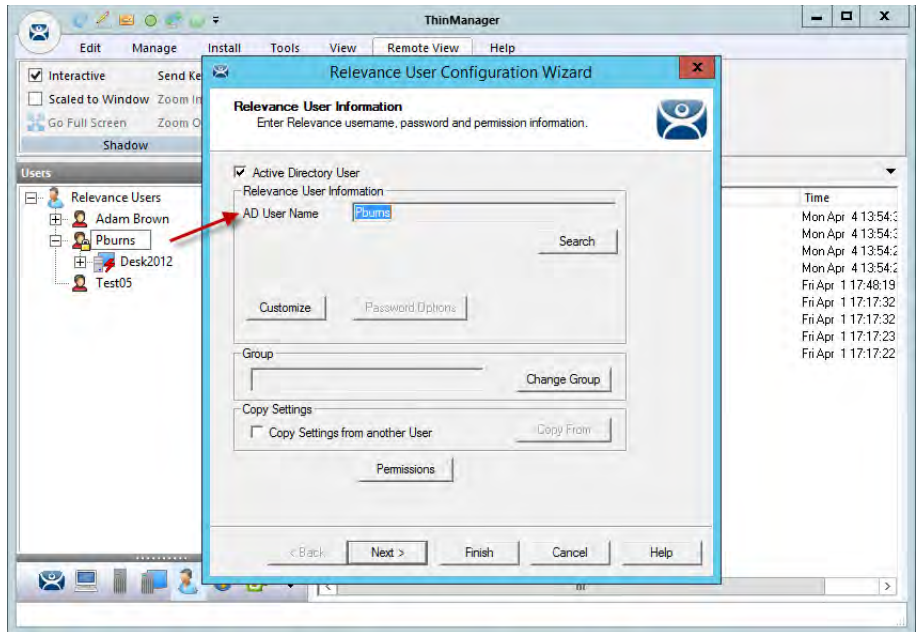 ThinManager
Edit Manage Install Tools View Remote View Help
Interactive Send Ke
Scaled to Window Zoom In
Go Full Screen Zoom O
Shadow
Relevance User Configuration Wizard
Relevance User Information
Enter Relevance username, password and permission information.
Active Directory User
Relevance User Information
AD User Name Pburns
Search
Customize Password Options
Group
Change Group
Copy Settings
Copy Settings from another User Copy From
Permissions
< Back Next > Finish Cancel Help
Users
Relevance Users
Adam Brown
Pburns
Desk2012
Test05
Time
Mon Apr 4 13:54:3
Mon Apr 4 13:54:3
Mon Apr 4 13:54:2
Mon Apr 4 13:54:2
Fri Apr 1 17:48:19
Fri Apr 1 17:17:32
Fri Apr 1 17:17:32
Fri Apr 1 17:17:23
Fri Apr 1 17:17:22